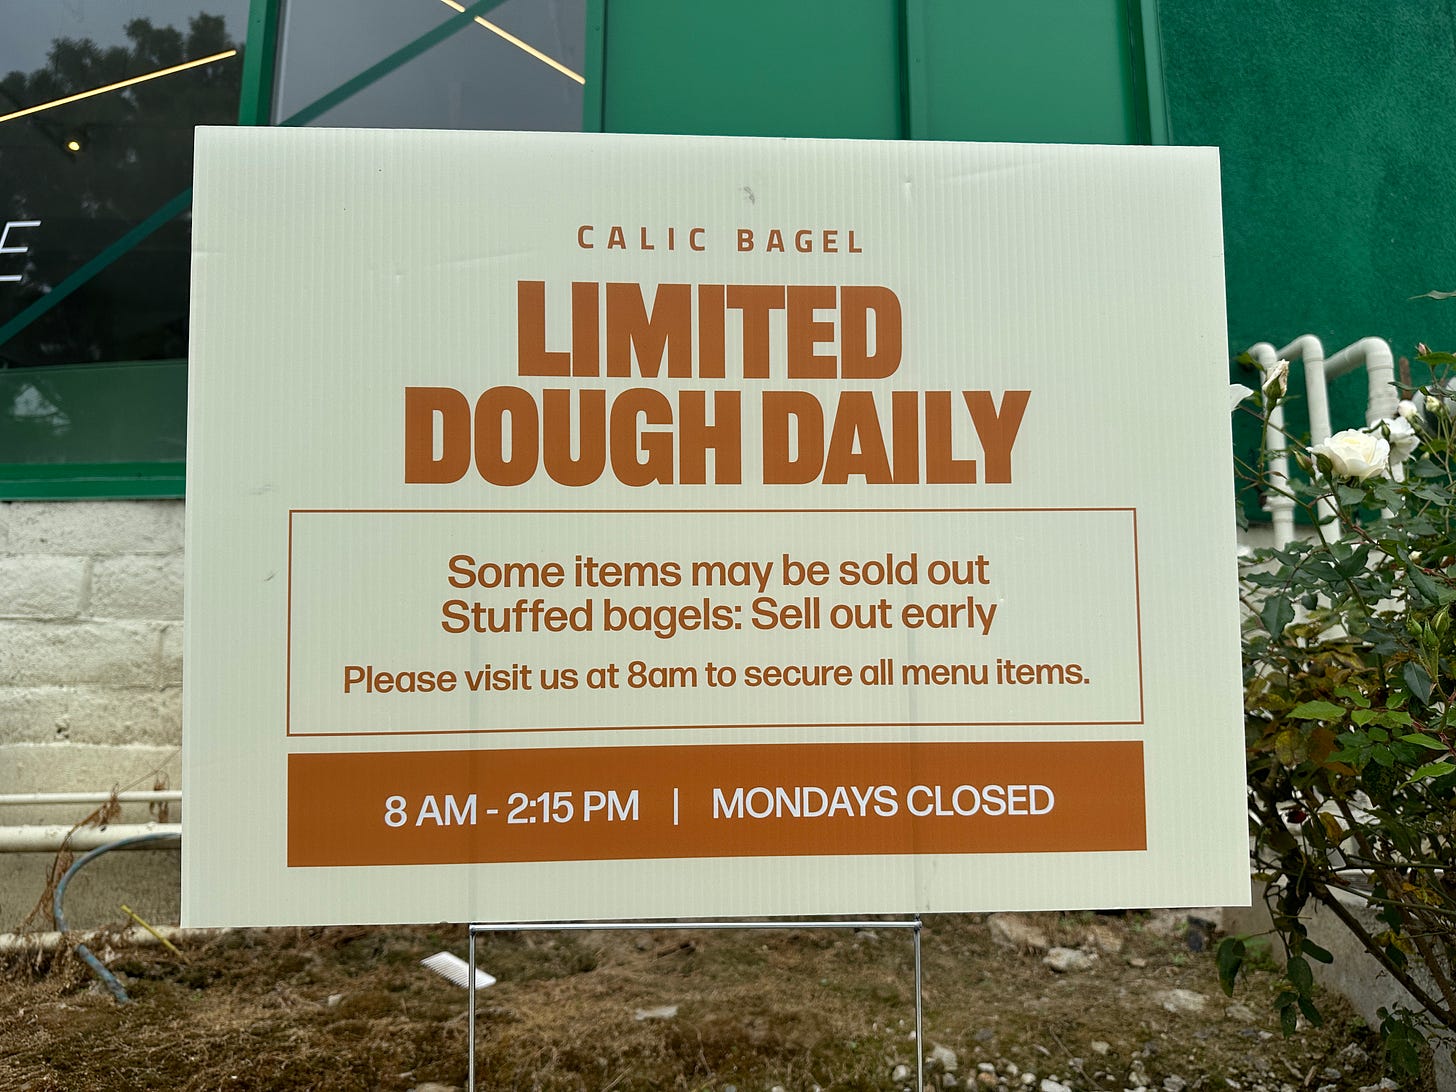 E
CALIC BAGEL
LIMITED
DOUGH DAILY
Some items may be sold out
Stuffed bagels: Sell out early
Please visit us at 8am to secure all menu items.
8 AM - 2:15 PM | MONDAYS CLOSED